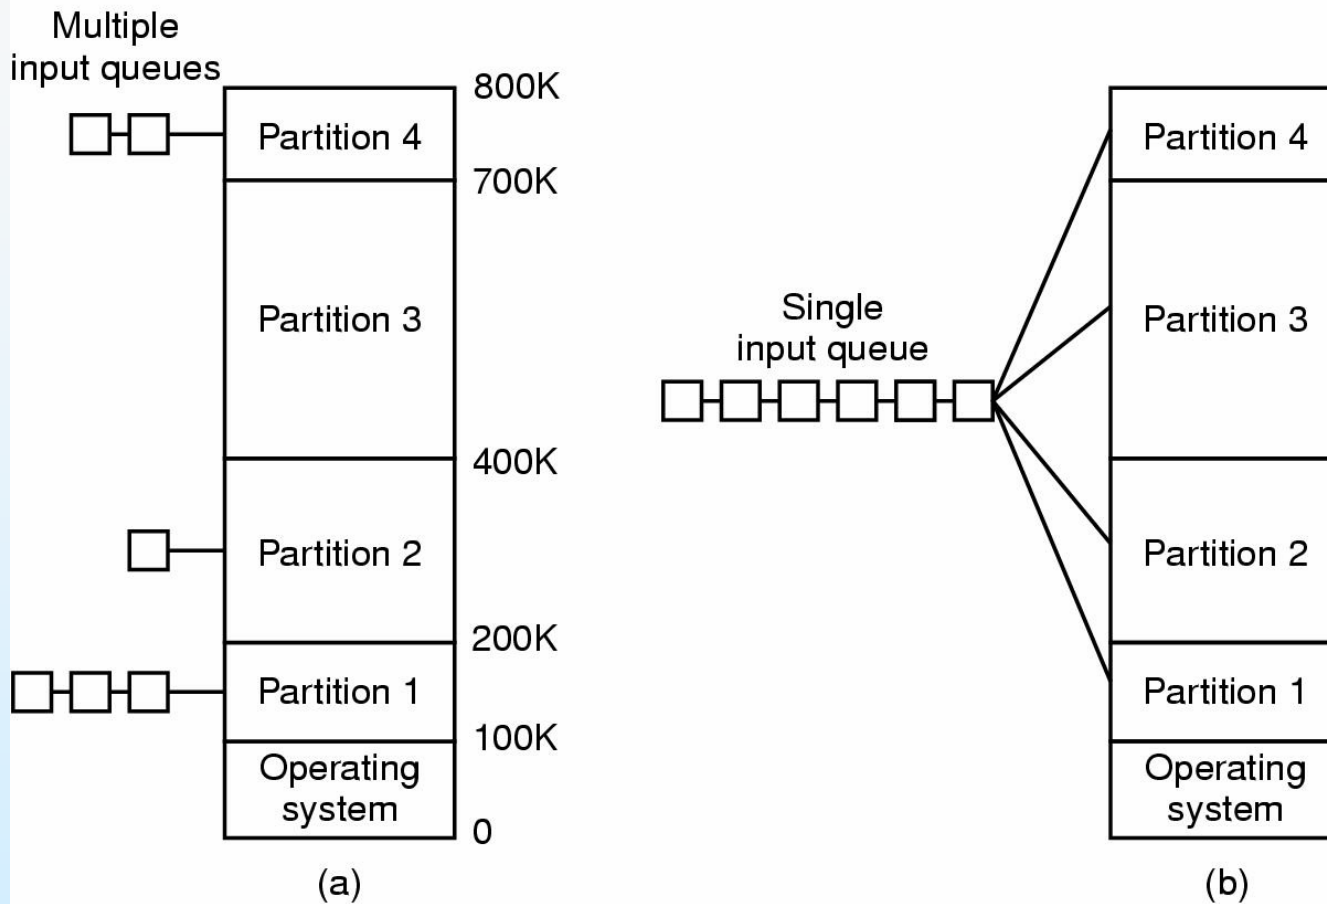 Multiple
input queues
800K
Partition 4
700K
Partition 3
400K
Partition 2
200K
Partition 1
100K
Operating
system
0
(a)
Single
input queue
Partition 4
Partition 3
Partition 2
Partition 1
Operating
system
(b)